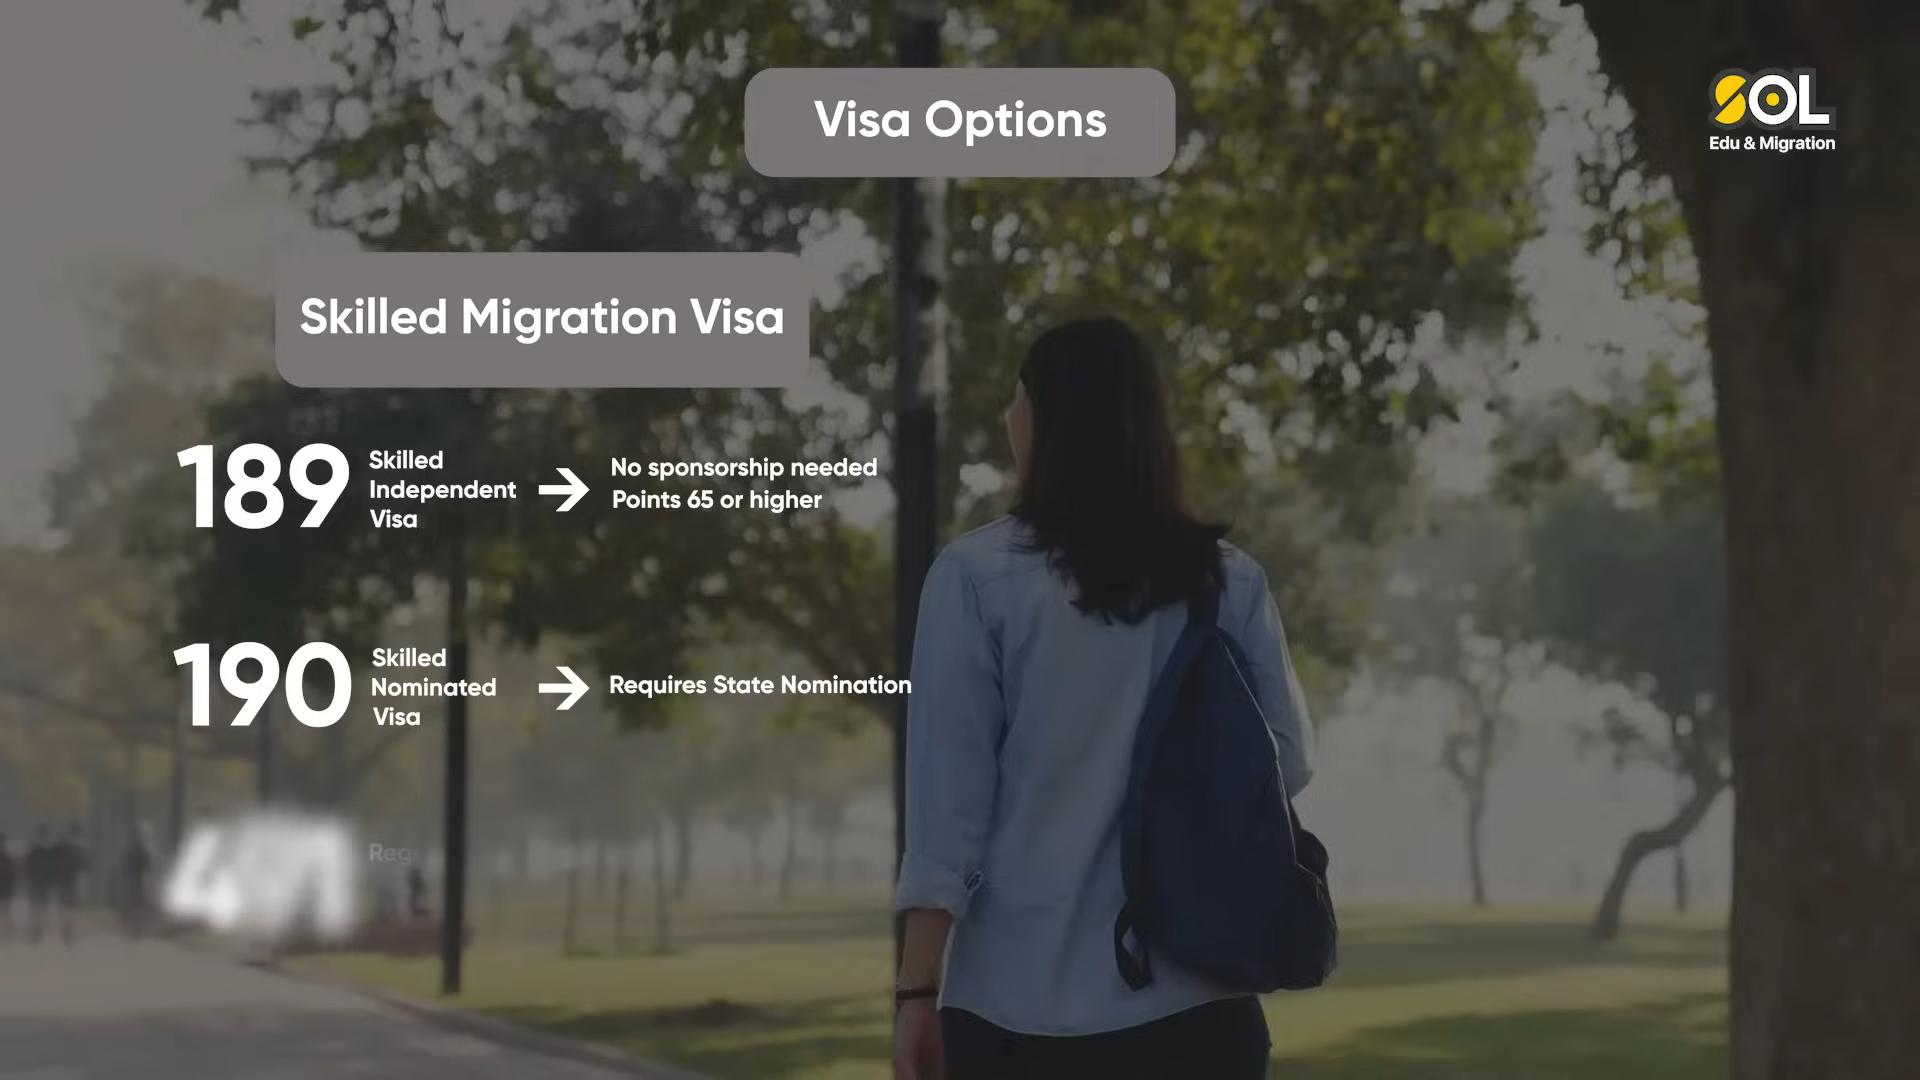 Visa Options
SOL
Edu & Migration
Skilled Migration Visa
189
Skilled
Independent
Visa
No sponsorship needed
Points 65 or higher
190
Skilled
Nominated
Visa
Requires State Nomination